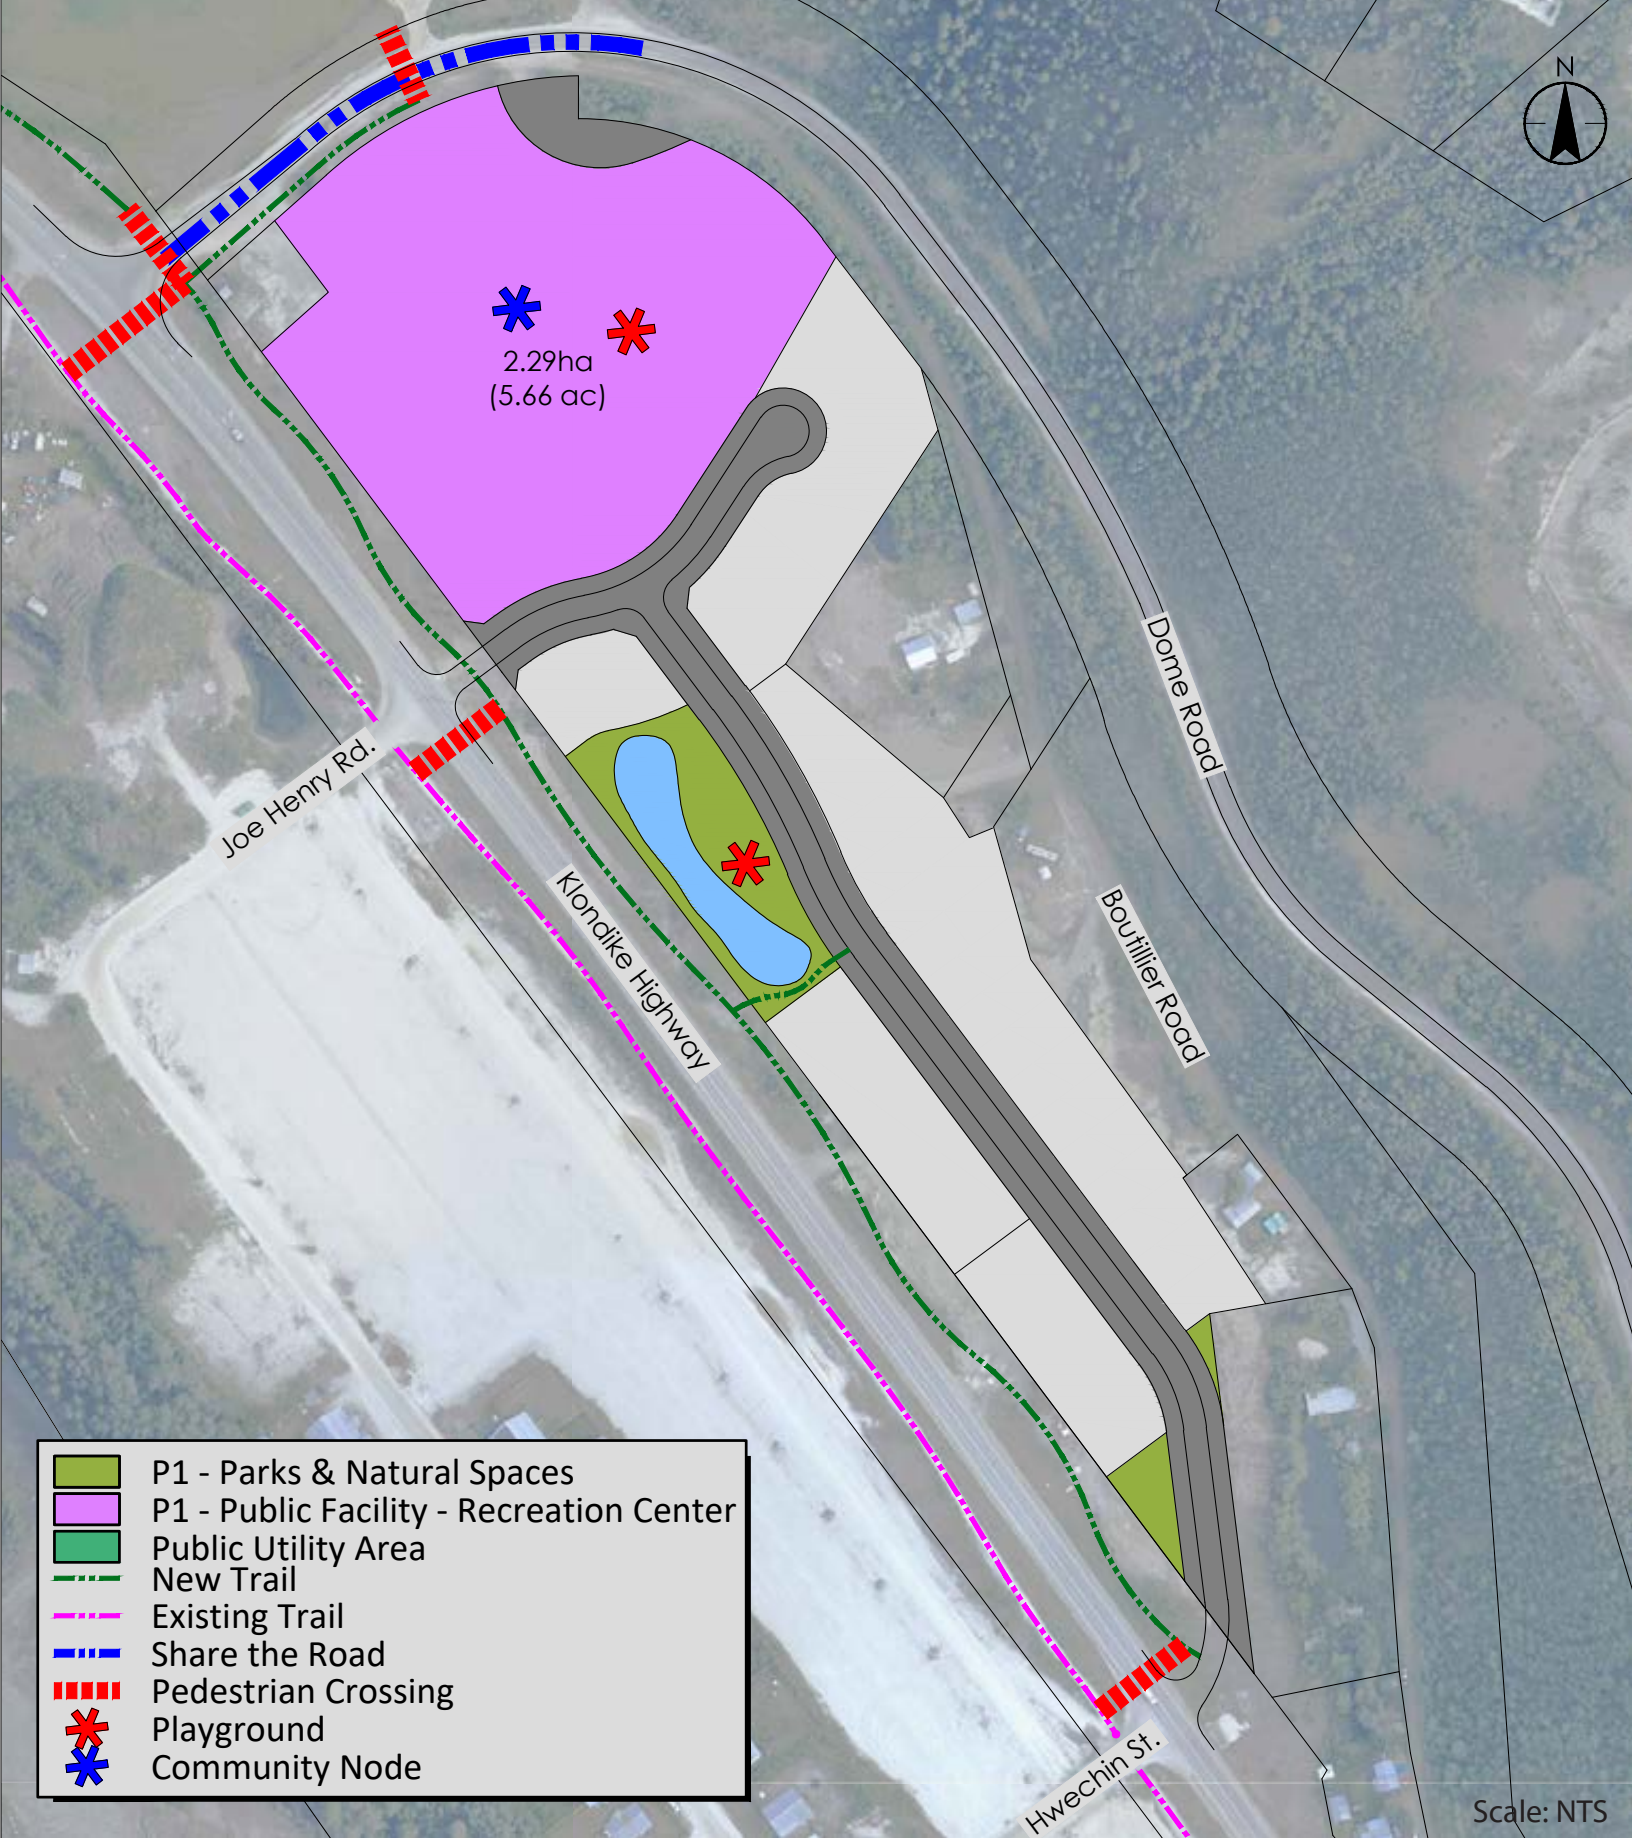 N
2.29ha
(5.66 ac)
Dome Road
Joe Henry Rd.
Klondike Highway
Boutillier Road
P1 - Parks & Natural Spaces
P1 - Public Facility - Recreation Center
Public Utility Area
New Trail
Existing Trail
Share the Road
Pedestrian Crossing
Playground
Community Node
Hwechin St.
Scale: NTS